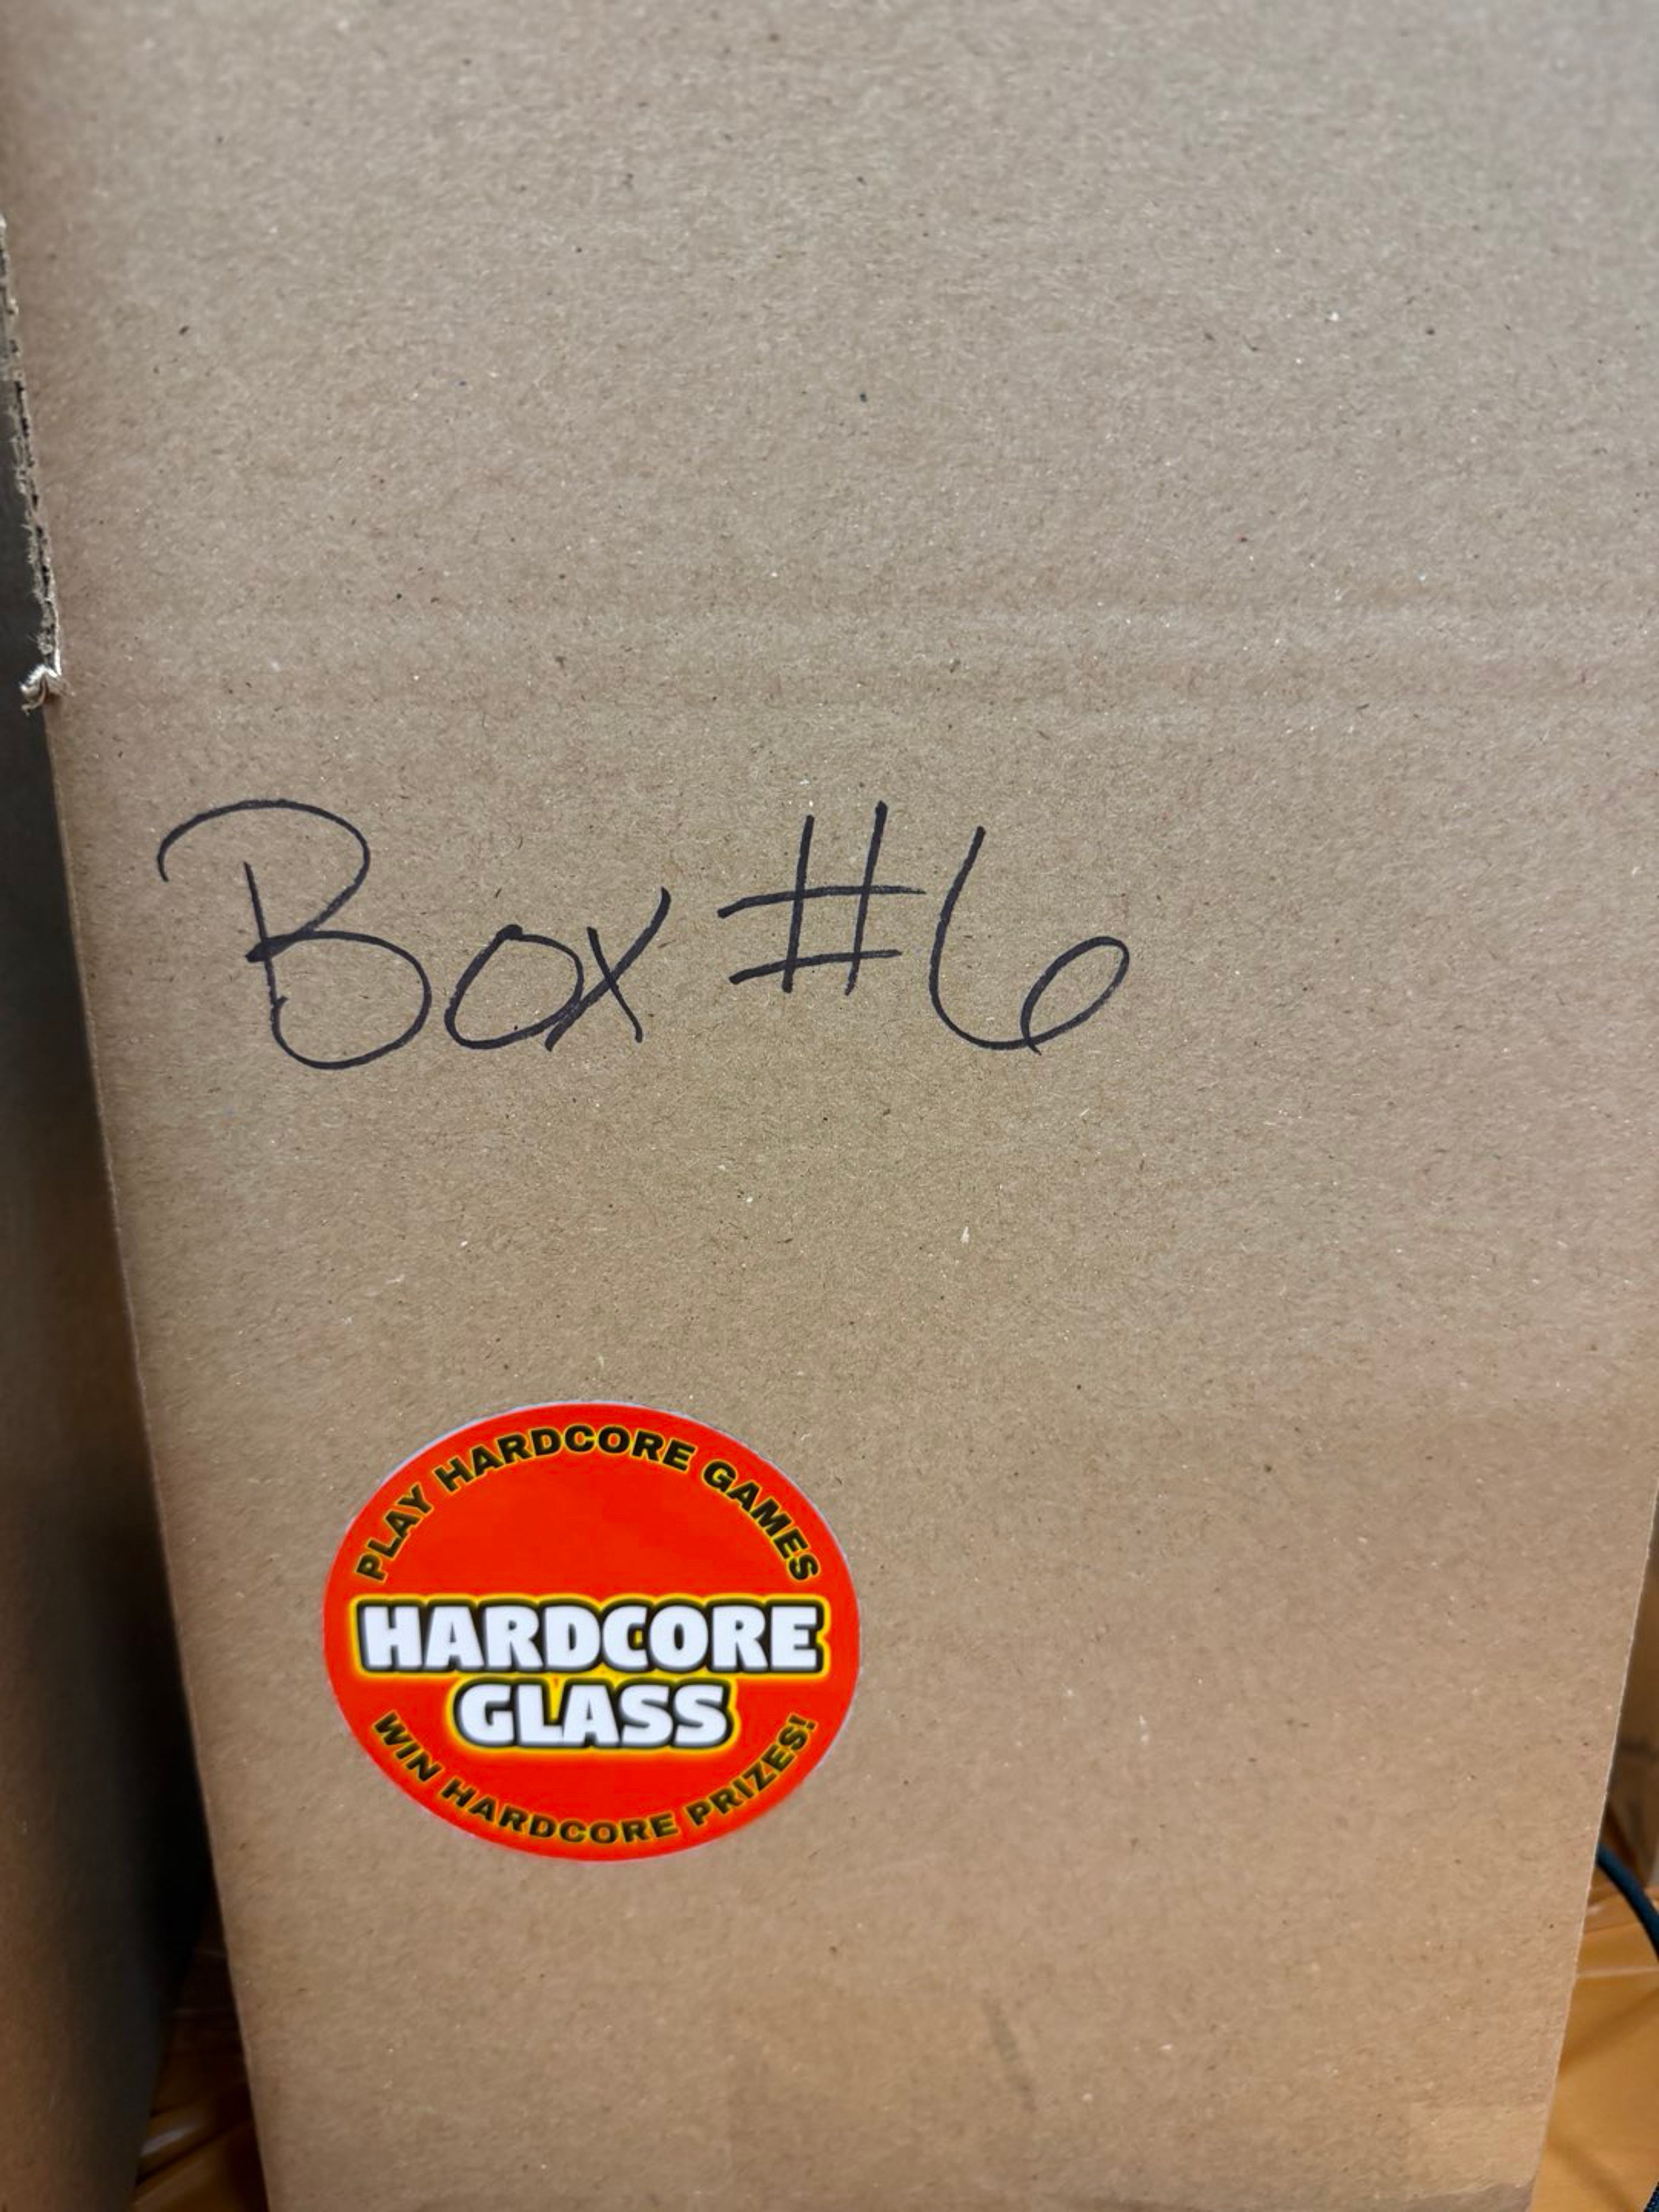 Box #6
PLAY HARDCORE GAMES
HARDCORE
GLASS
WIN HARDCORE PRIZES!